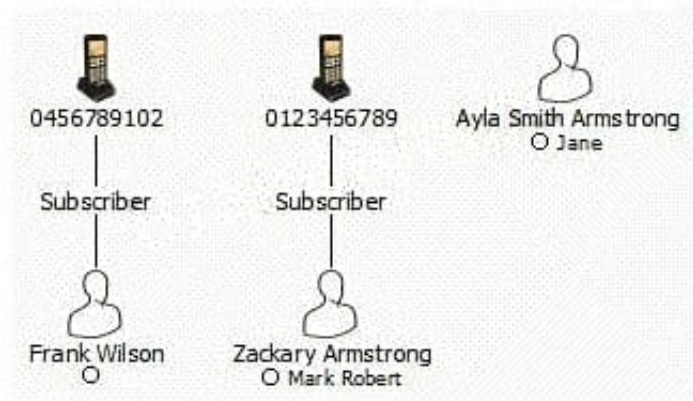 0456789102
0123456789
Ayla Smith Armstrong
Jane
Subscriber
Subscriber
Frank Wilson
Zackary Armstrong
Mark Robert